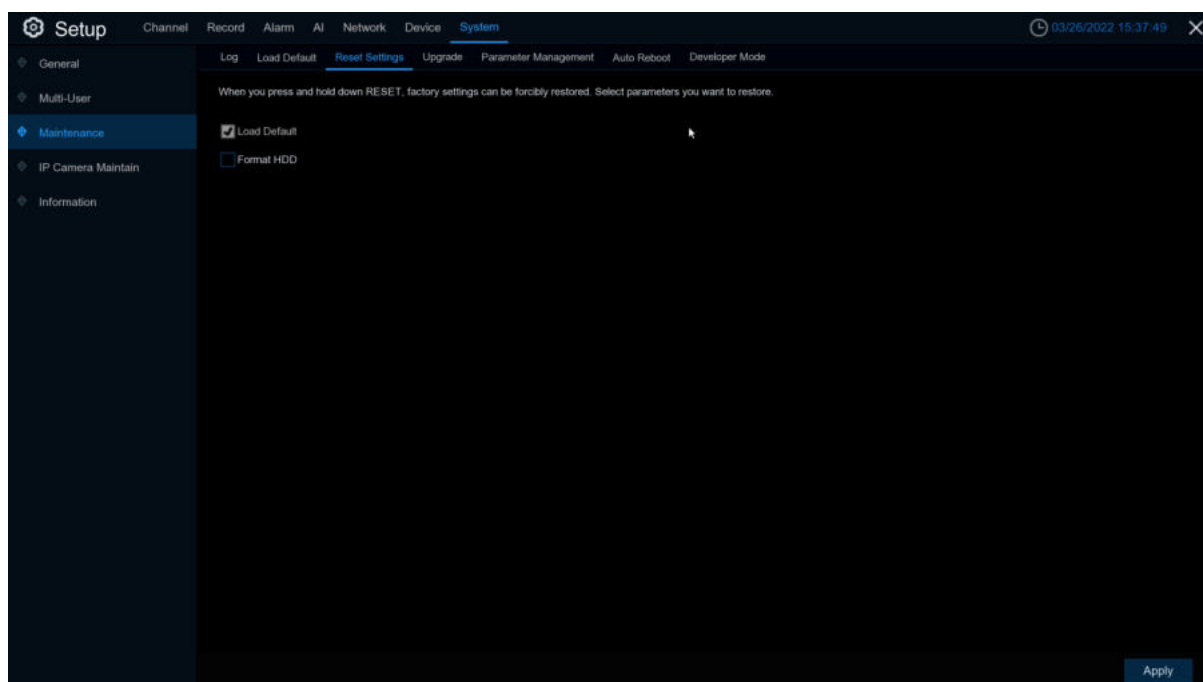 Setup Channel Record Alarm AI Network Device System 03/26/2022 15:37:49
General
Multi-User
Maintenance
IP Camera Maintain
Information
Log Load Default Reset Settings Upgrade Parameter Management Auto Reboot Developer Mode
When you press and hold down RESET, factory settings can be forcibly restored. Select parameters you want to restore.
Load Default
Format HDD
Apply